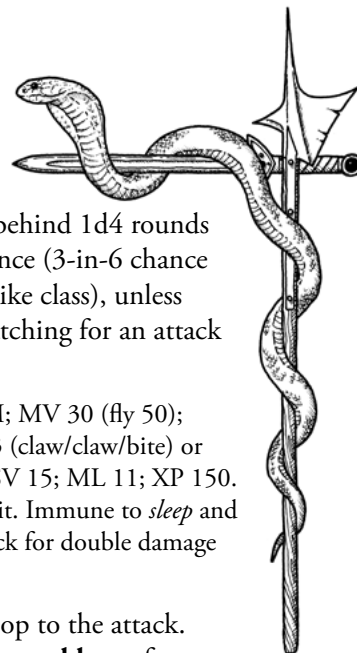 behind 1d4 rounds
nce (3-in-6 chance
ike class), unless
tching for an attack
; MV 30 (fly 50);
(claw/claw/bite) or
V 15; ML 11; XP 150.
it. Immune to sleep and
ck for double damage
op to the attack.